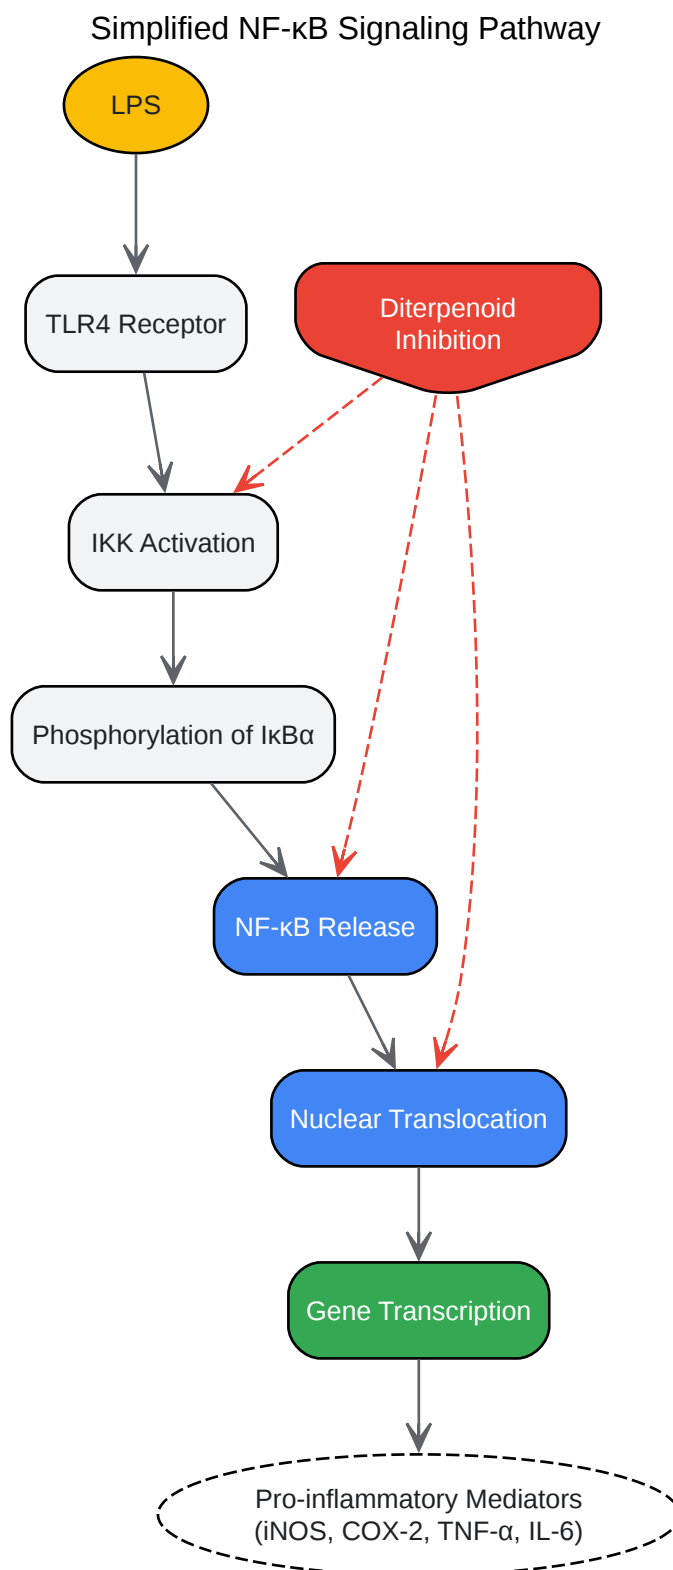 Simplified NF-κB Signaling Pathway
LPS
TLR4 Receptor
Diterpenoid
Inhibition
IKK Activation
Phosphorylation of IκBα
NF-κB Release
Nuclear Translocation
Gene Transcription
Pro-inflammatory Mediators
(iNOS, COX-2, TNF-α, IL-6)